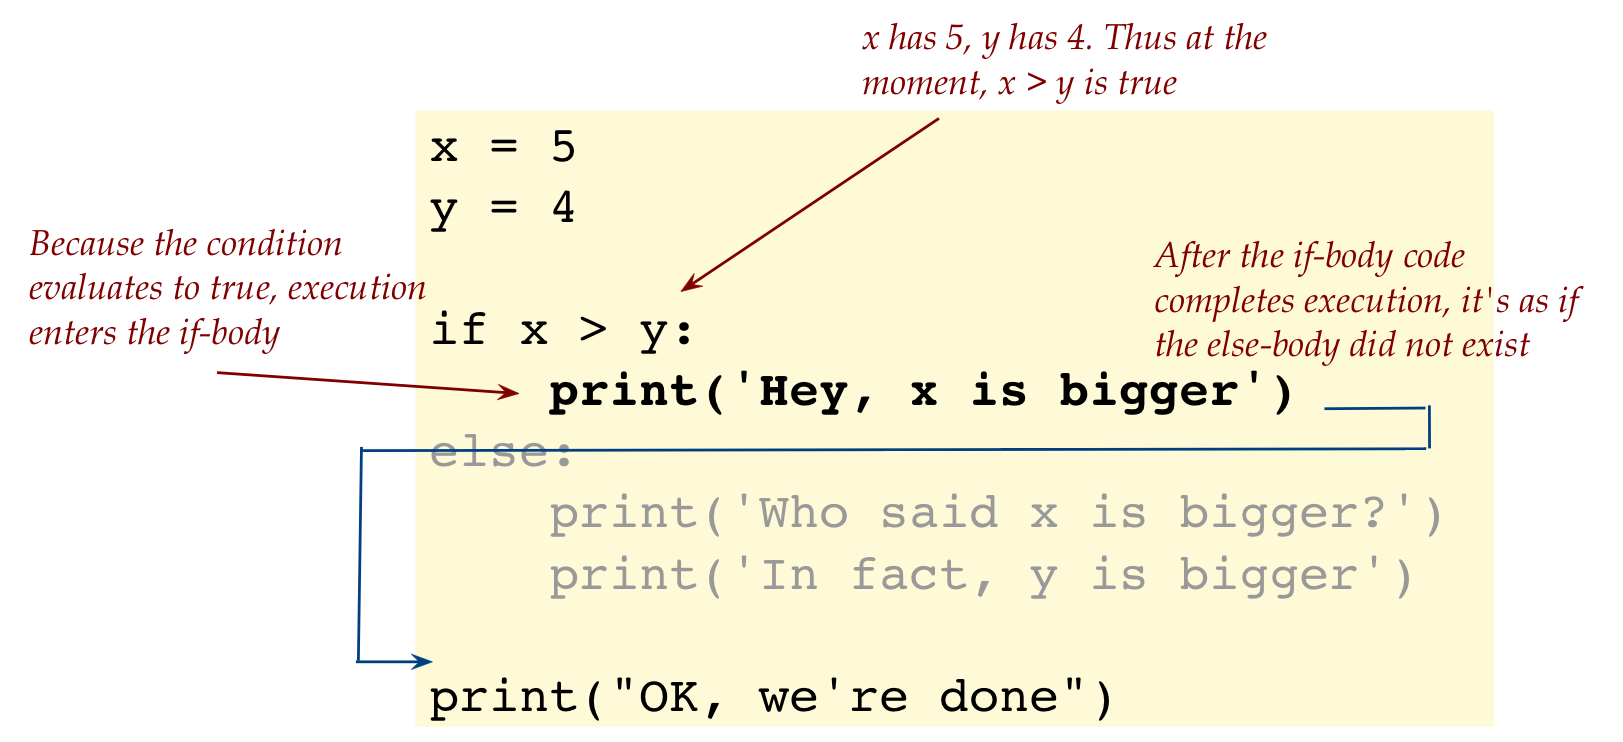 x has 5, y has 4. Thus at the
moment, x > y is true
x = 5
y = 4
Because the condition
evaluates to true, execution
enters the if-body
After the if-body code
completes execution, it's as if
the else-body did not exist
if x > y:
    print('Hey, x is bigger')
else:
    print('Who said x is bigger?')
    print('In fact, y is bigger')
print("OK, we're done")